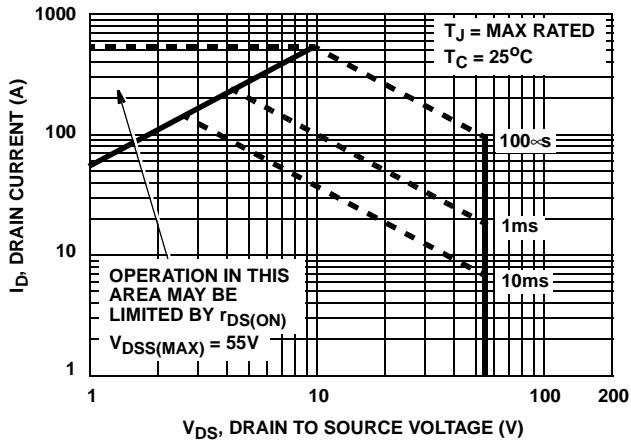 1000
100
10
1
I_D, DRAIN CURRENT (A)
T_J = MAX RATED
T_C = 25°C
100∝s
1ms
10ms
OPERATION IN THIS
AREA MAY BE
LIMITED BY r_DS(ON)
V_DSS(MAX) = 55V
1
10
100
200
V_DS, DRAIN TO SOURCE VOLTAGE (V)